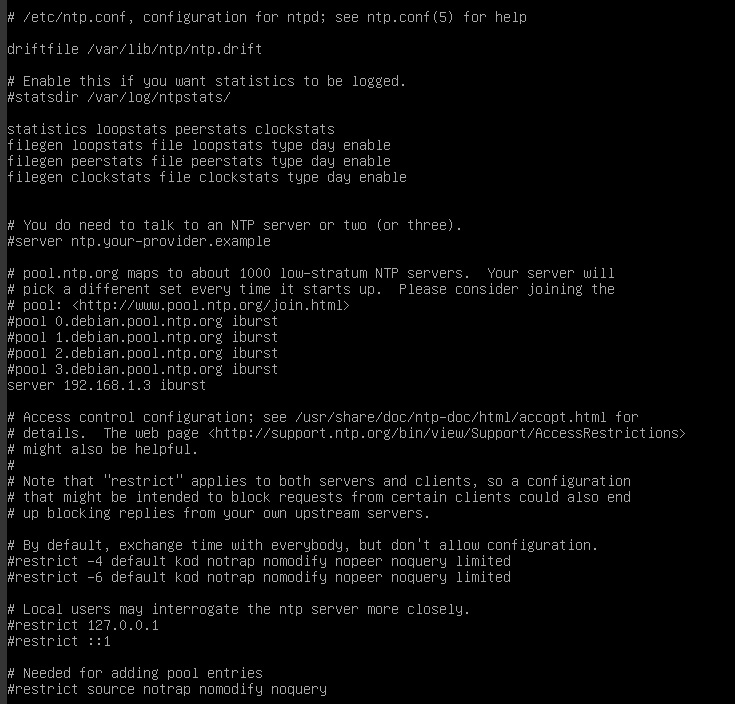 # /etc/ntp.conf, configuration for ntpd; see ntp.conf(5) for help
driftfile /var/lib/ntp/ntp.drift
# Enable this if you want statistics to be logged.
#statsdir /var/log/ntpstats/
statistics loopstats peerstats clockstats
filegen loopstats file loopstats type day enable
filegen peerstats file peerstats type day enable
filegen clockstats file clockstats type day enable
# You do need to talk to an NTP server or two (or three).
#server ntp.your-provider.example
# pool.ntp.org maps to about 1000 low-stratum NTP servers.  Your server will
# pick a different set every time it starts up.  Please consider joining the
# pool: <http://www.pool.ntp.org/join.html>
#pool 0.debian.pool.ntp.org iburst
#pool 1.debian.pool.ntp.org iburst
#pool 2.debian.pool.ntp.org iburst
#pool 3.debian.pool.ntp.org iburst
server 192.168.1.3 iburst
# Access control configuration; see /usr/share/doc/ntp-doc/html/accopt.html for
# details.  The web page <http://support.ntp.org/bin/view/Support/AccessRestrictions>
# might also be helpful.
#
# Note that "restrict" applies to both servers and clients, so a configuration
# that might be intended to block requests from certain clients could also end
# up blocking replies from your own upstream servers.
# By default, exchange time with everybody, but don't allow configuration.
#restrict -4 default kod notrap nomodify nopeer noquery limited
#restrict -6 default kod notrap nomodify nopeer noquery limited
# Local users may interrogate the ntp server more closely.
#restrict 127.0.0.1
#restrict ::1
# Needed for adding pool entries
#restrict source notrap nomodify noquery